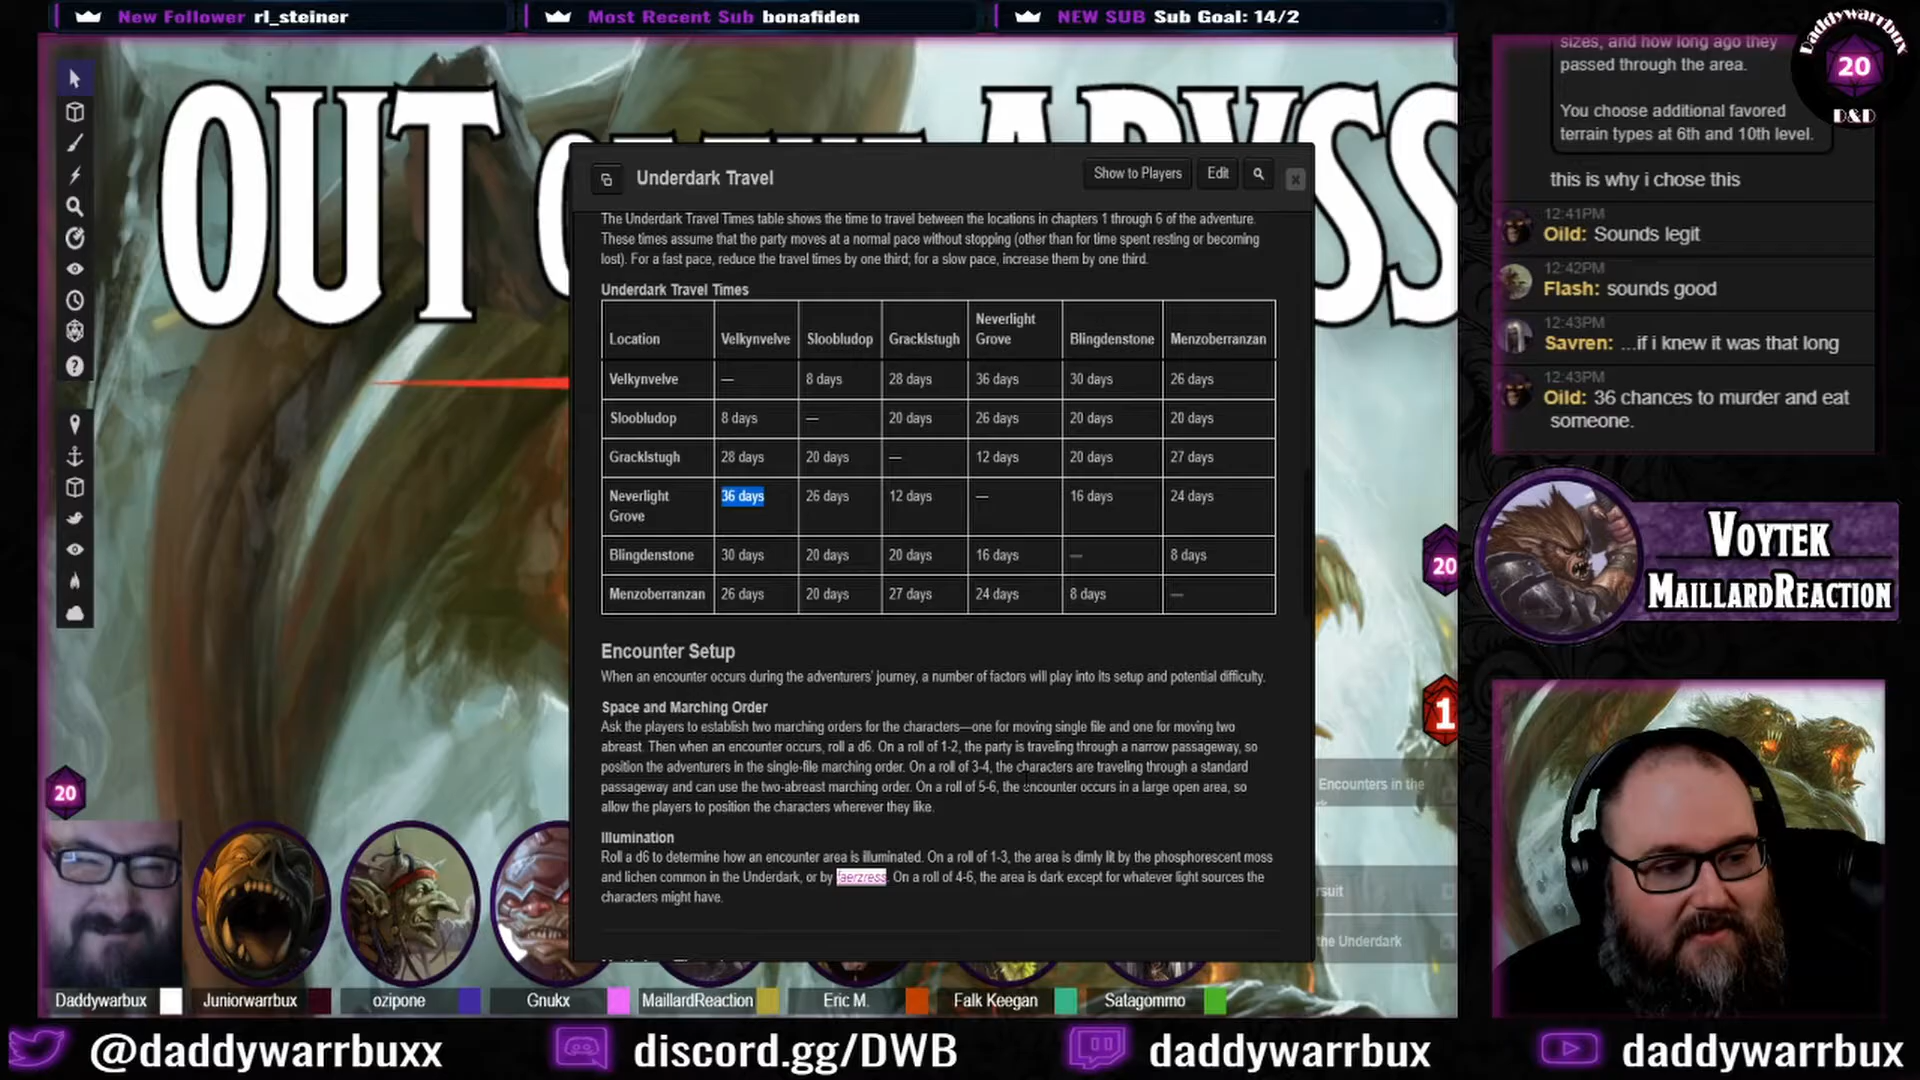 New Follower rl_steiner
Most Recent Sub bonafiden
NEW SUB Sub Goal: 14/2
OUT OF THE ABYSS
Underdark Travel
Show to Players
Edit
The Underdark Travel Times table shows the time to travel between the locations in chapters 1 through 6 of the adventure.
These times assume that the party moves at a normal pace without stopping (other than for time spent resting or becoming
lost). For a fast pace, reduce the travel times by one third; for a slow pace, increase them by one third.
Underdark Travel Times
Location Velkynvelve Sloobludop Gracklstugh Neverlight Grove Blingdenstone Menzoberranzan
Velkynvelve — 8 days 28 days 36 days 30 days 26 days
Sloobludop 8 days — 20 days 26 days 20 days 20 days
Gracklstugh 28 days 20 days — 12 days 20 days 27 days
Neverlight Grove 36 days 26 days 12 days — 16 days 24 days
Blingdenstone 30 days 20 days 20 days 16 days — 8 days
Menzoberranzan 26 days 20 days 27 days 24 days 8 days —
Encounter Setup
When an encounter occurs during the adventurers' journey, a number of factors will play into its setup and potential difficulty.
Space and Marching Order
Ask the players to establish two marching orders for the characters—one for moving single file and one for moving two
abreast. Then when an encounter occurs, roll a d6. On a roll of 1-2, the party is traveling through a narrow passageway, so
position the adventurers in the single-file marching order. On a roll of 3-4, the characters are traveling through a standard
passageway and can use the two-abreast marching order. On a roll of 5-6, the encounter occurs in a large open area, so
allow the players to position the characters wherever they like.
Illumination
Roll a d6 to determine how an encounter area is illuminated. On a roll of 1-3, the area is dimly lit by the phosphorescent moss
and lichen common in the Underdark, or by faerzress. On a roll of 4-6, the area is dark except for whatever light sources the
characters might have.
Encounters in the
the Underdark
20
20
1
sizes, and how long ago they
passed through the area.
You choose additional favored
terrain types at 6th and 10th level.
this is why i chose this
12:41PM
Oild: Sounds legit
12:42PM
Flash: sounds good
12:43PM
Savren: ...if i knew it was that long
12:43PM
Oild: 36 chances to murder and eat
someone.
Daddywarrbux
20
D&D
VOYTEK
MAILLARDREACTION
Daddywarbux
Juniorwarrbux
ozipone
Gnukx
MaillardReaction
Eric M.
Falk Keegan
Satagommo
@daddywarrbuxx
discord.gg/DWB
daddywarrbux
daddywarrbux